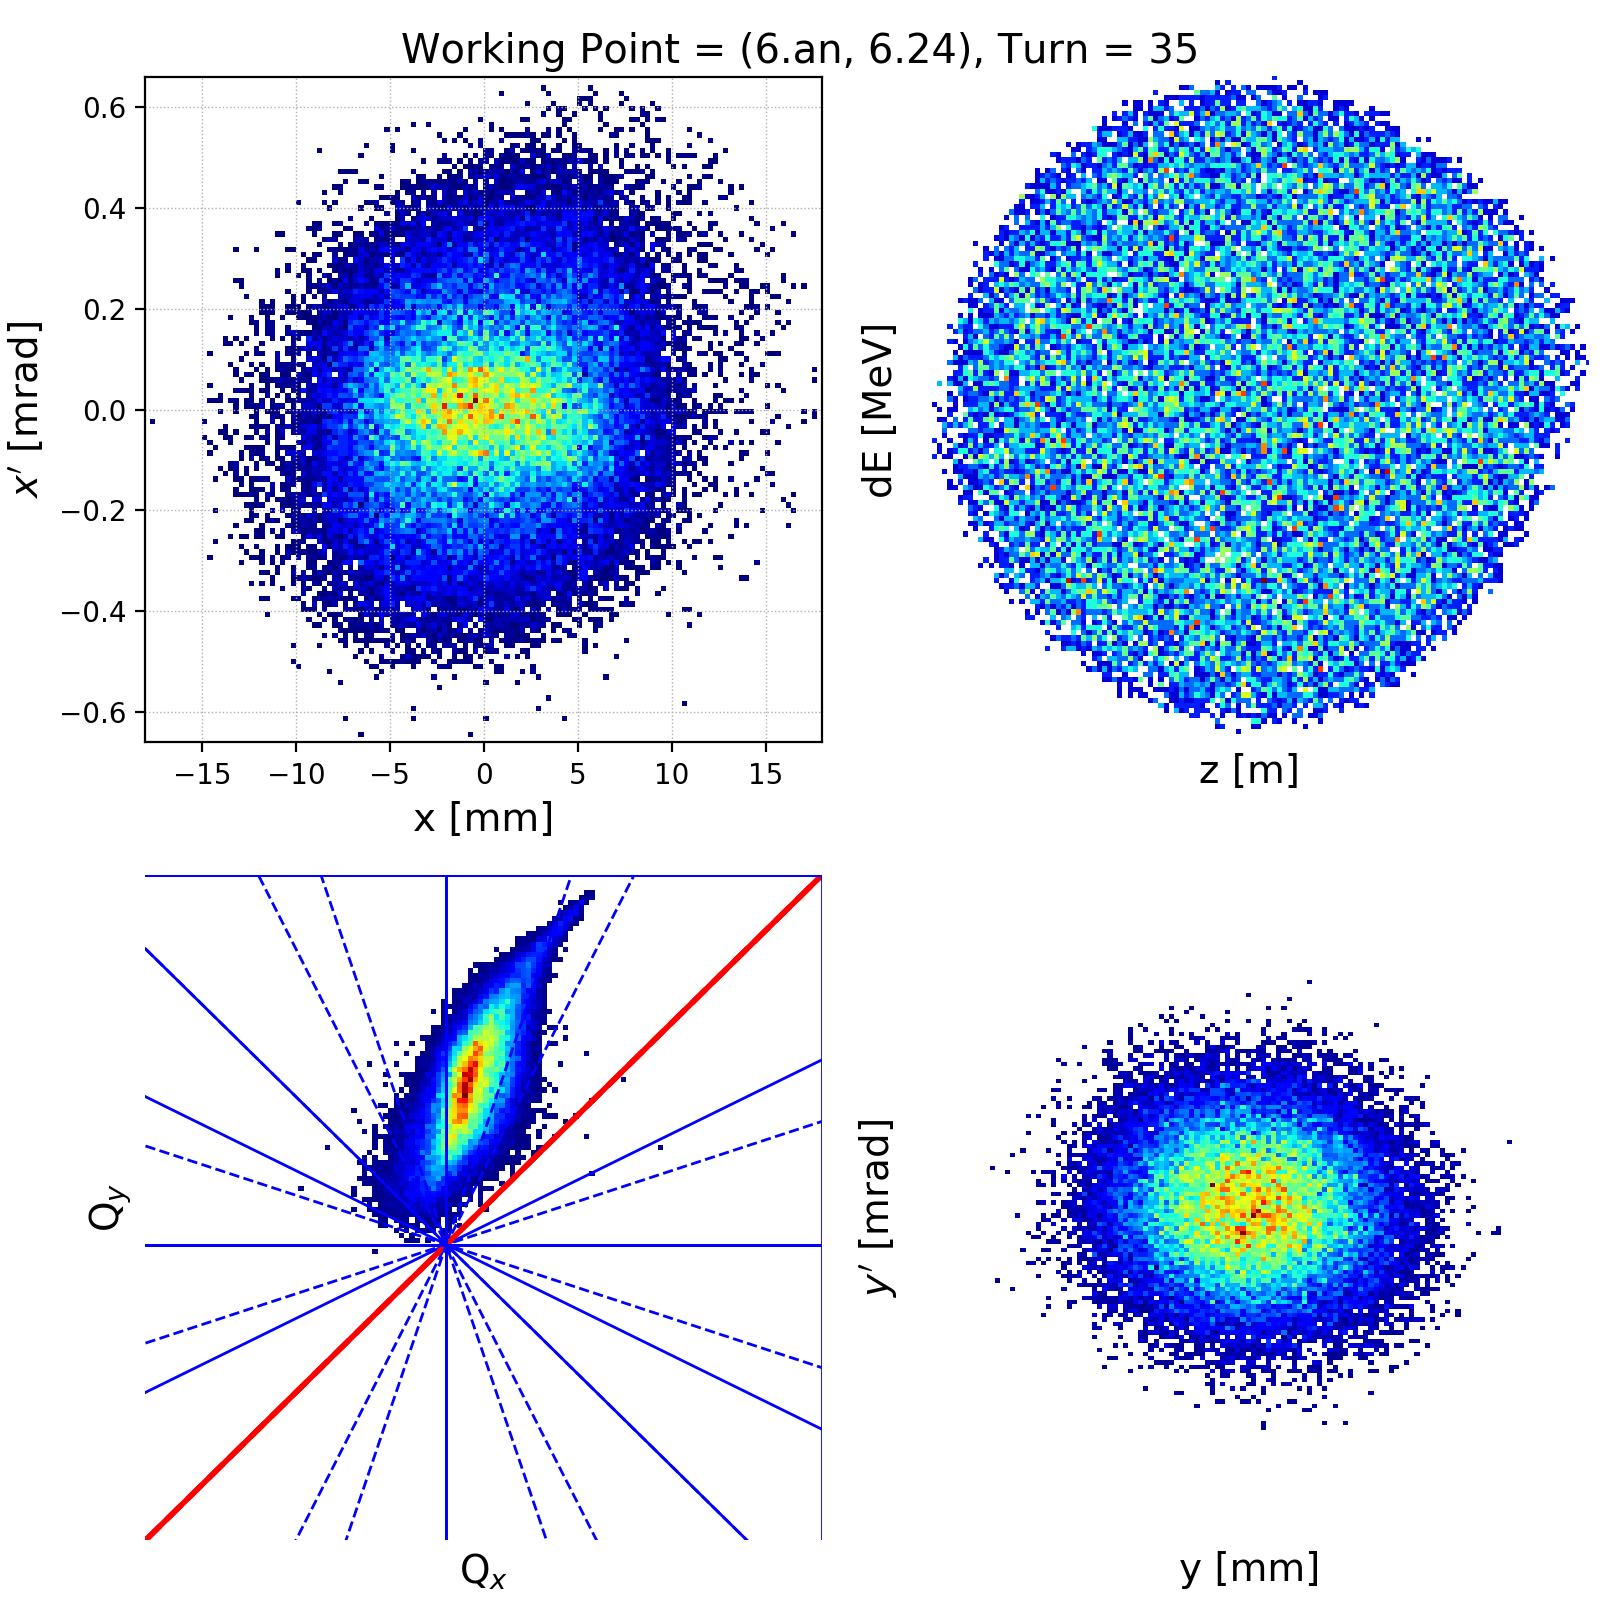 Working Point = (6.an, 6.24), Turn = 35
0.6
0.4
0.2
0.0
−0.2
−0.4
−0.6
x′ [mrad]
−15 −10 −5 0 5 10 15
x [mm]
dE [MeV]
z [m]
Qy
Qx
y′ [mrad]
y [mm]